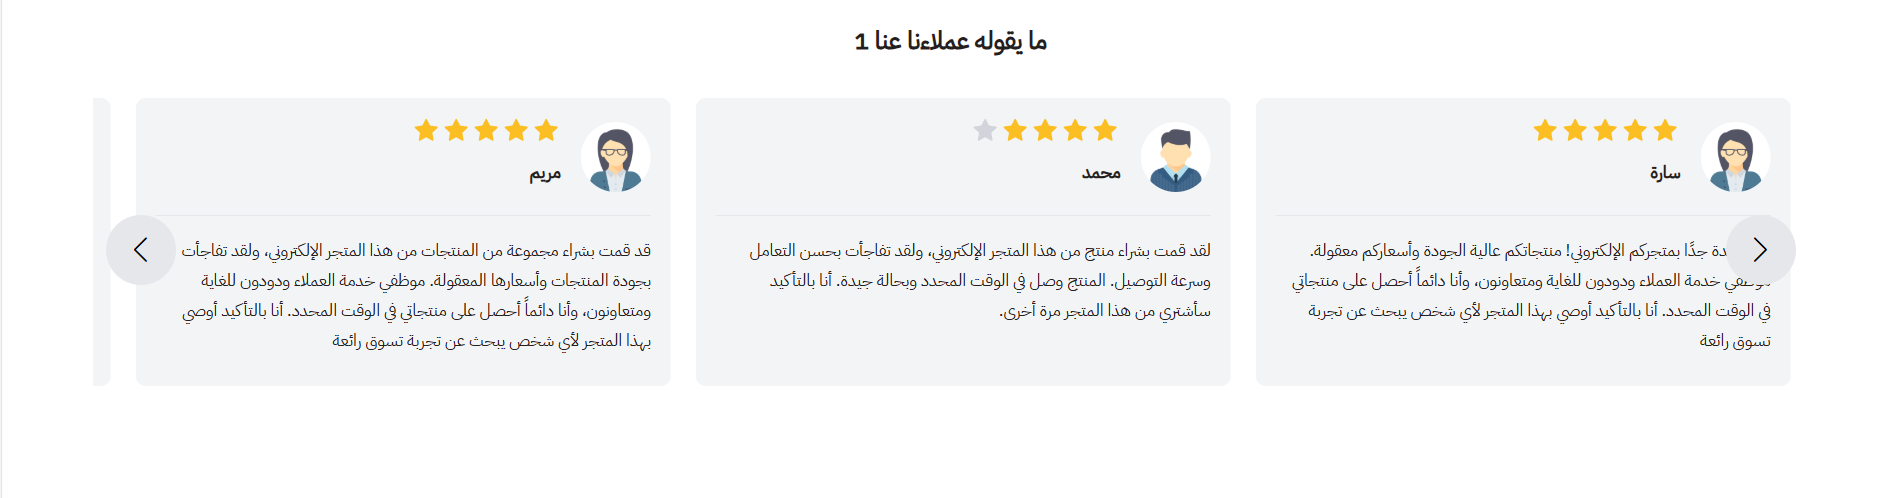 ما يقوله عملاءنا عنا 1
سارة
جدًا بمتجركم الإلكتروني! منتجاتكم عالية الجودة وأسعاركم معقولة.
خدمة العملاء ودودون للغاية ومتعاونون، وأنا دائماً أحصل على منتجاتي
في الوقت المحدد. أنا بالتأكيد أوصي بهذا المتجر لأي شخص يبحث عن تجربة
تسوق رائعة
محمد
لقد قمت بشراء منتج من هذا المتجر الإلكتروني، ولقد تفاجأت بحسن التعامل
وسرعة التوصيل. المنتج وصل في الوقت المحدد وبحالة جيدة. أنا بالتأكيد
سأشتري من هذا المتجر مرة أخرى.
مريم
قد قمت بشراء مجموعة من المنتجات من هذا المتجر الإلكتروني، ولقد تفاجأت
بجودة المنتجات وأسعارها المعقولة. موظفي خدمة العملاء ودودون للغاية
ومتعاونون، وأنا دائماً أحصل على منتجاتي في الوقت المحدد. أنا بالتأكيد أوصي
بهذا المتجر لأي شخص يبحث عن تجربة تسوق رائعة